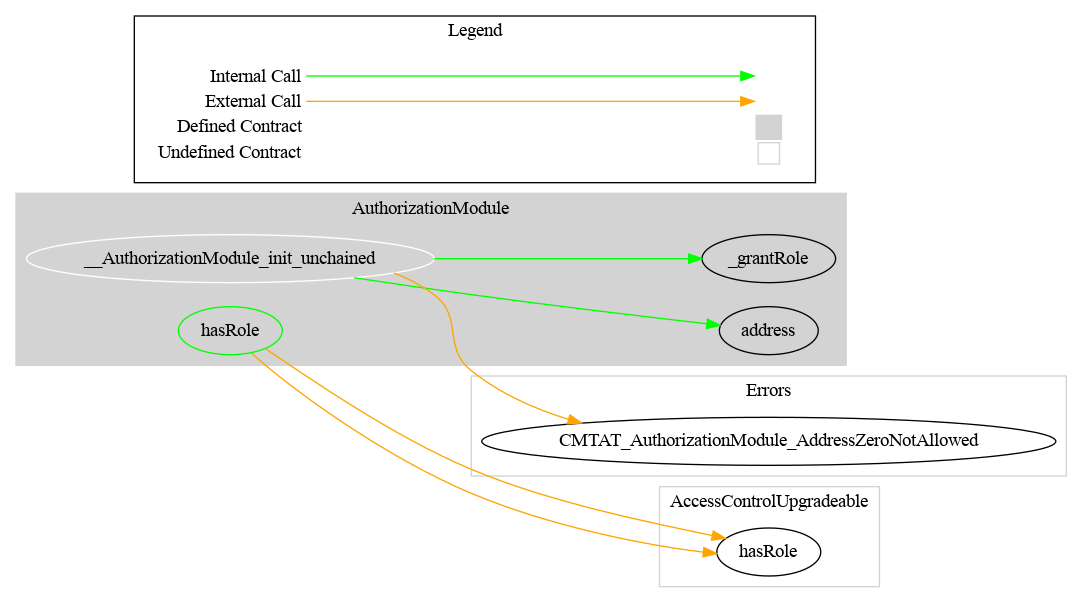 Legend
Internal Call
External Call
Defined Contract
Undefined Contract
AuthorizationModule
__AuthorizationModule_init_unchained
_grantRole
hasRole
address
Errors
CMTAT_AuthorizationModule_AddressZeroNotAllowed
AccessControlUpgradeable
hasRole